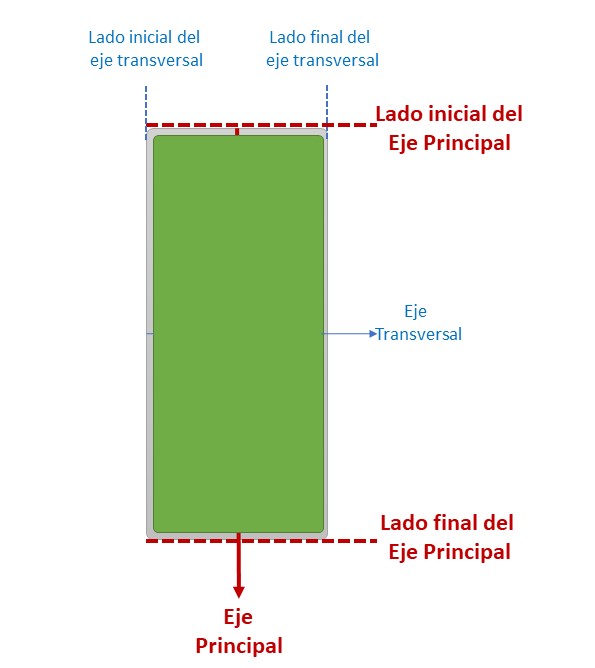 Lado inicial del
eje transversal
Lado final del
eje transversal
Lado inicial del
Eje Principal
Eje
Transversal
Lado final del
Eje Principal
Eje
Principal